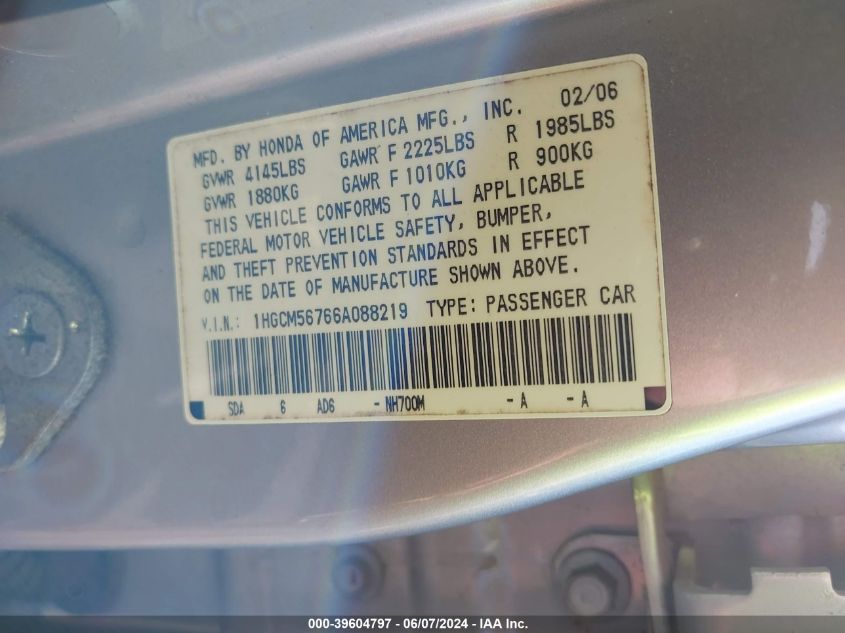 MFD. BY HONDA OF AMERICA MFG., INC. 02/06
GVWR 4145LBS GAWR F 2225LBS R 1985LBS
GVWR 1880KG GAWR F 1010KG R 900KG
THIS VEHICLE CONFORMS TO ALL APPLICABLE
FEDERAL MOTOR VEHICLE SAFETY, BUMPER,
AND THEFT PREVENTION STANDARDS IN EFFECT
ON THE DATE OF MANUFACTURE SHOWN ABOVE.
V.I.N.: 1HGCM56766A088219 TYPE: PASSENGER CAR
SDA 6 AD6 - NH700M - A - A
000-39604797 - 06/07/2024 - IAA Inc.